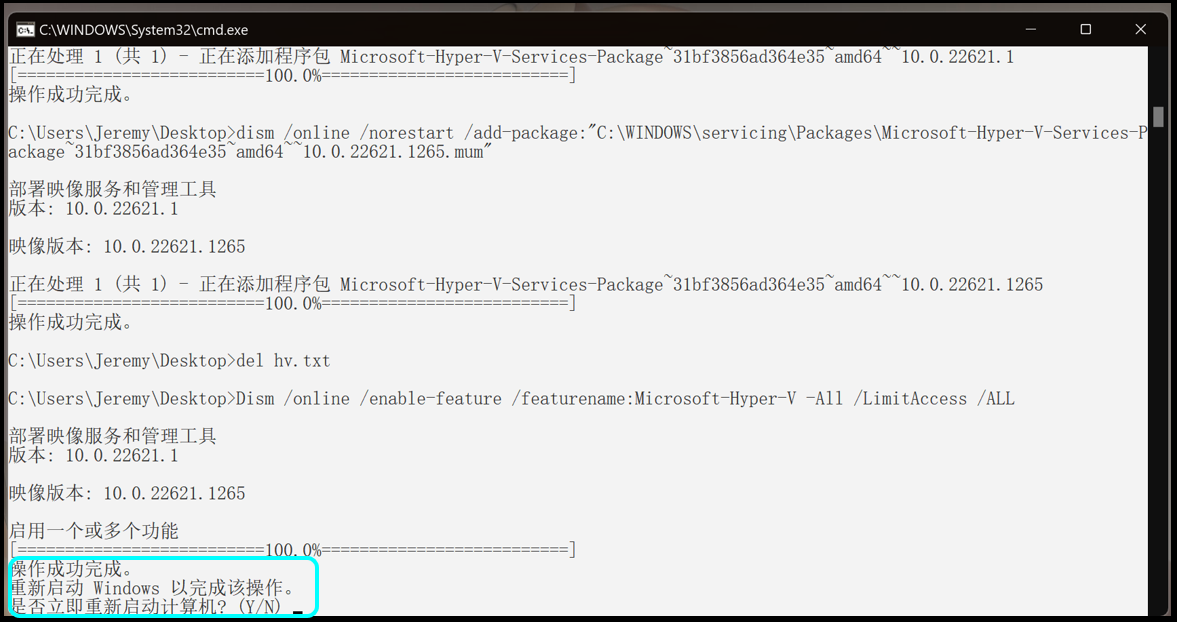 C:\WINDOWS\System32\cmd.exe
正在处理 1 (共 1) - 正在添加程序包 Microsoft-Hyper-V-Services-Package~31bf3856ad364e35~amd64~~10.0.22621.1
[==========================100.0%==========================]
操作成功完成。
C:\Users\Jeremy\Desktop>dism /online /norestart /add-package:"C:\WINDOWS\servicing\Packages\Microsoft-Hyper-V-Services-P
ackage~31bf3856ad364e35~amd64~~10.0.22621.1265.mum"
部署映像服务和管理工具
版本: 10.0.22621.1
映像版本: 10.0.22621.1265
正在处理 1 (共 1) - 正在添加程序包 Microsoft-Hyper-V-Services-Package~31bf3856ad364e35~amd64~~10.0.22621.1265
[==========================100.0%==========================]
操作成功完成。
C:\Users\Jeremy\Desktop>del hv.txt
C:\Users\Jeremy\Desktop>Dism /online /enable-feature /featurename:Microsoft-Hyper-V -All /LimitAccess /ALL
部署映像服务和管理工具
版本: 10.0.22621.1
映像版本: 10.0.22621.1265
启用一个或多个功能
[==========================100.0%==========================]
操作成功完成。
重新启动 Windows 以完成该操作。
是否立即重新启动计算机? (Y/N)